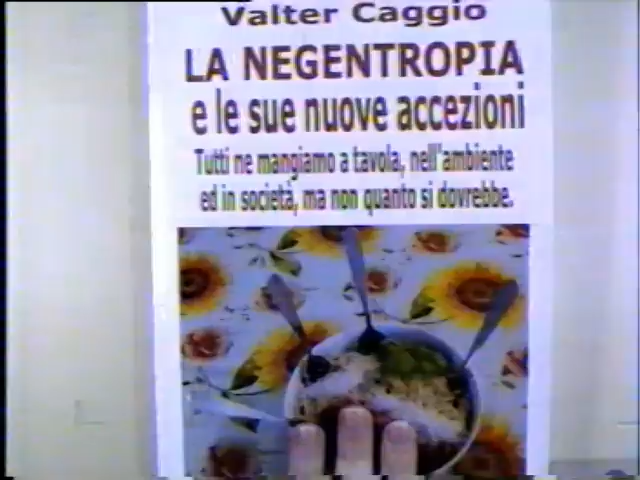 Valter Caggio
LA NEGENTROPIA
e le sue nuove accezioni
Tutti ne mangiamo a tavola, nell'ambiente
ed in società, ma non quanto si dovrebbe.